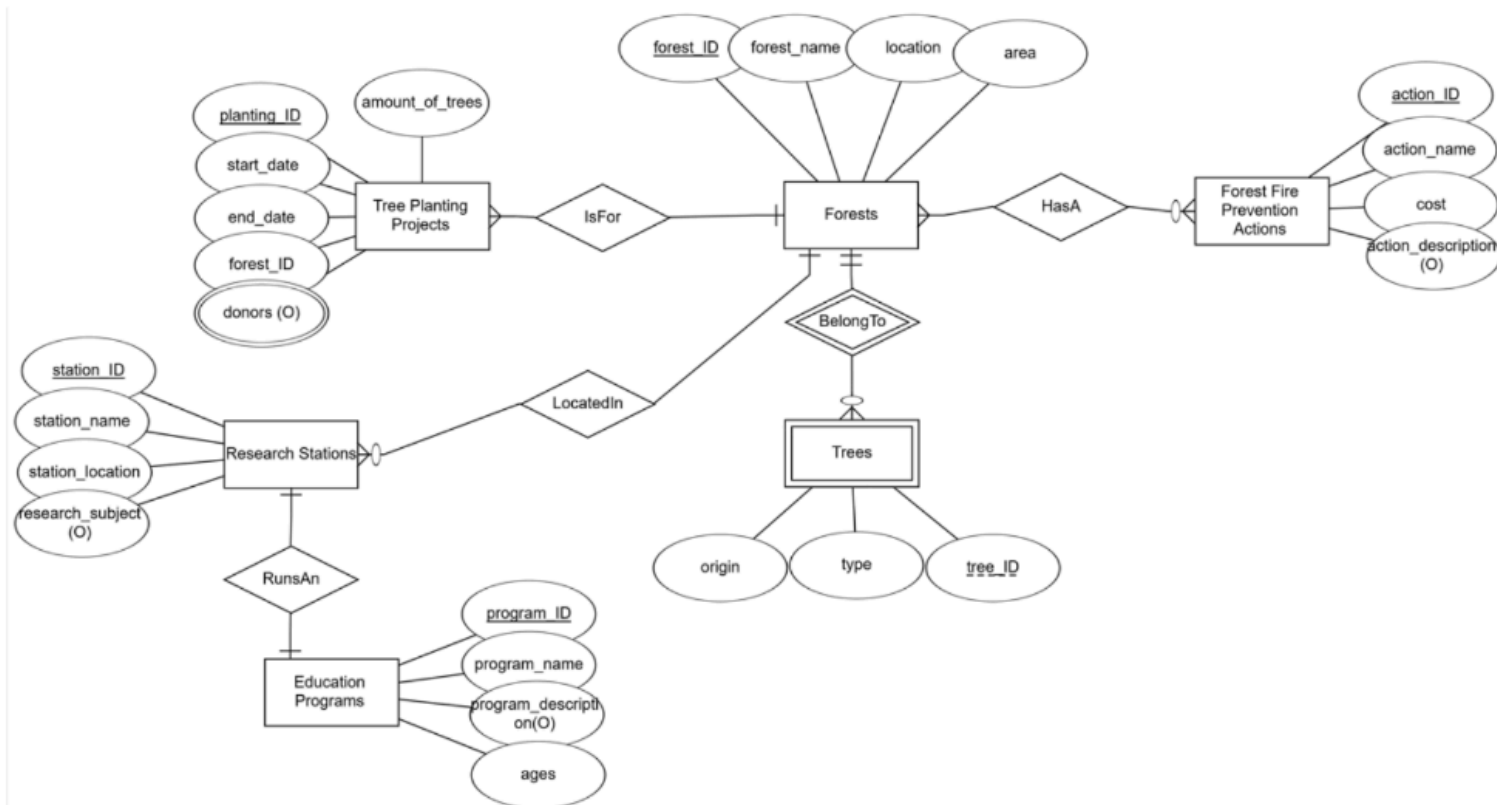 forest_ID
forest_name
location
area
amount_of_trees
planting_ID
start_date
end_date
forest_ID
donors (O)
Tree Planting
Projects
IsFor
Forests
HasA
Forest Fire
Prevention
Actions
action_ID
action_name
cost
action_description
(O)
BelongTo
LocatedIn
station_ID
station_name
station_location
research_subject
(O)
Research Stations
Trees
origin
type
tree_ID
RunsAn
Education
Programs
program_ID
program_name
program_descripti
on(O)
ages